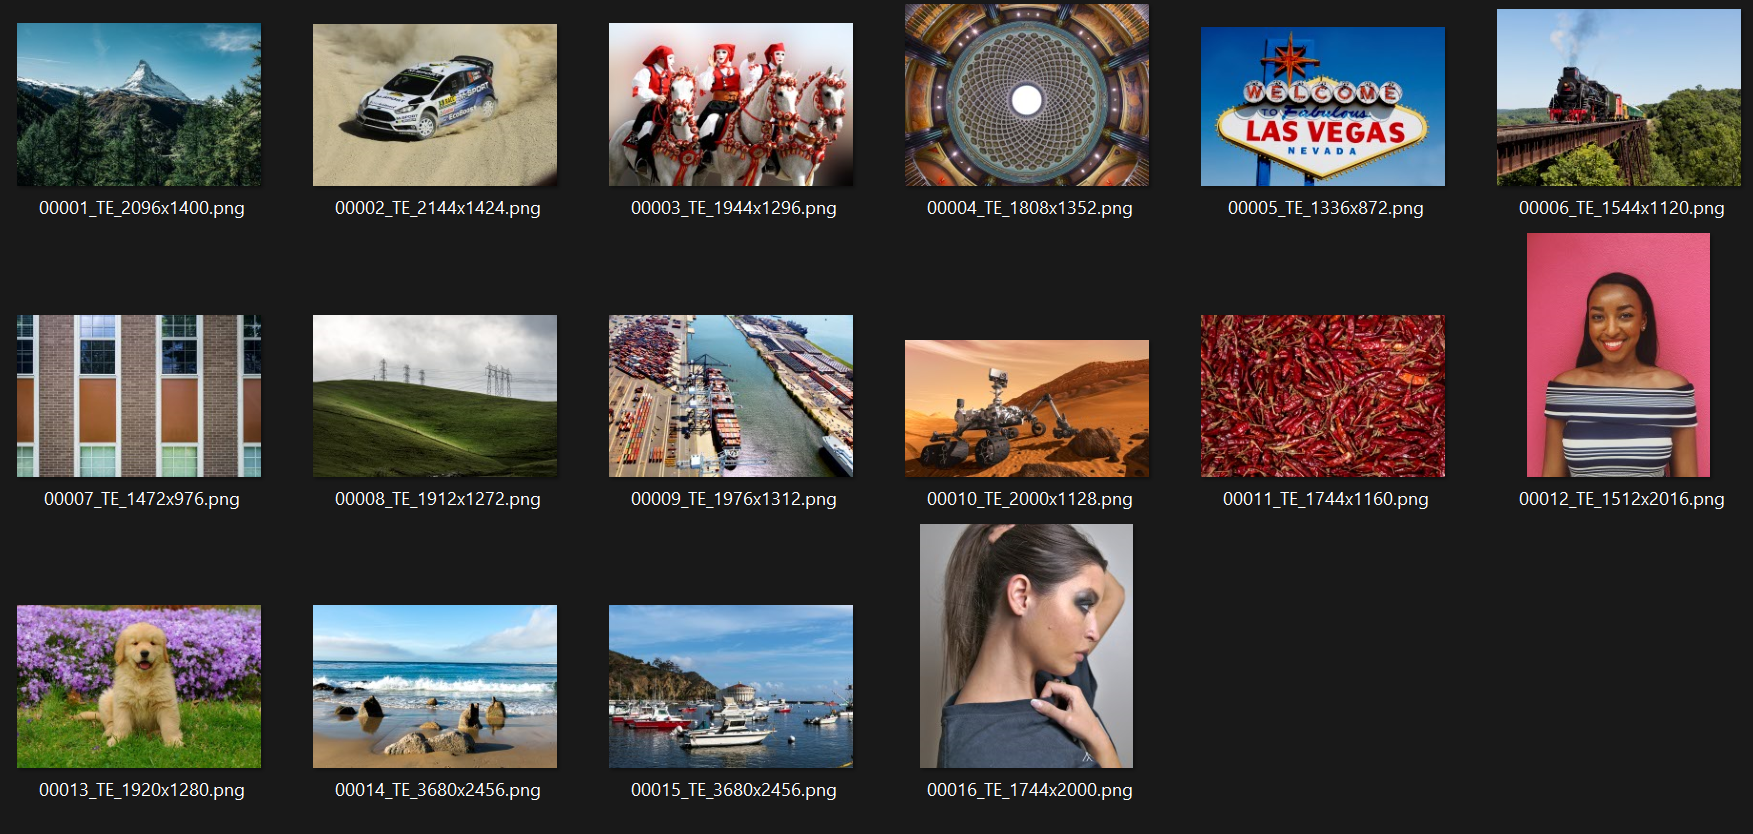 WELCOME
TO Fabulous
LAS VEGAS
NEVADA
00001_TE_2096x1400.png
00002_TE_2144x1424.png
00003_TE_1944x1296.png
00004_TE_1808x1352.png
00005_TE_1336x872.png
00006_TE_1544x1120.png
00007_TE_1472x976.png
00008_TE_1912x1272.png
00009_TE_1976x1312.png
00010_TE_2000x1128.png
00011_TE_1744x1160.png
00012_TE_1512x2016.png
00013_TE_1920x1280.png
00014_TE_3680x2456.png
00015_TE_3680x2456.png
00016_TE_1744x2000.png